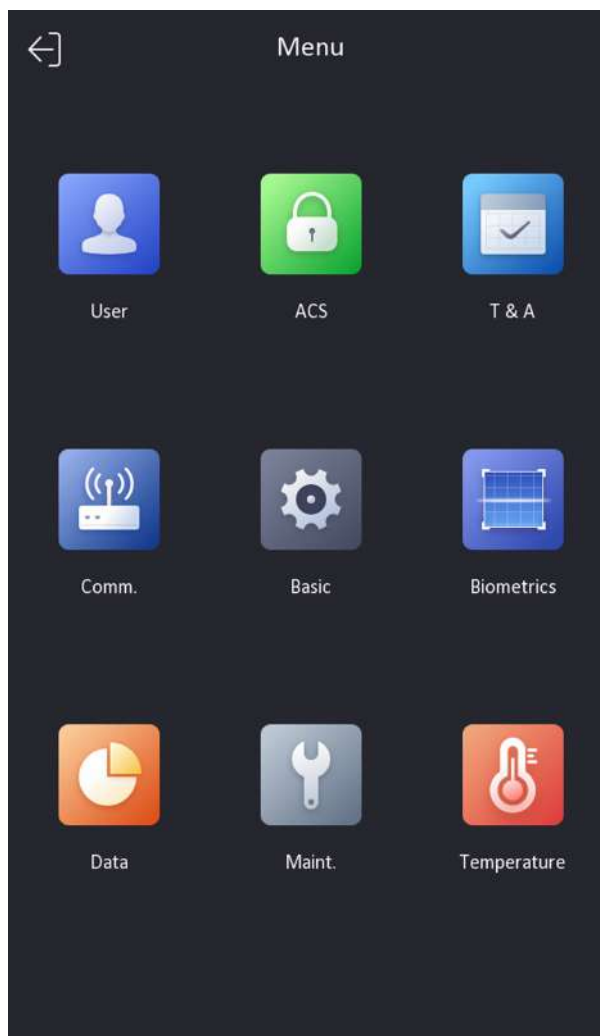 Menu
User ACS T & A
Comm. Basic Biometrics
Data Maint. Temperature